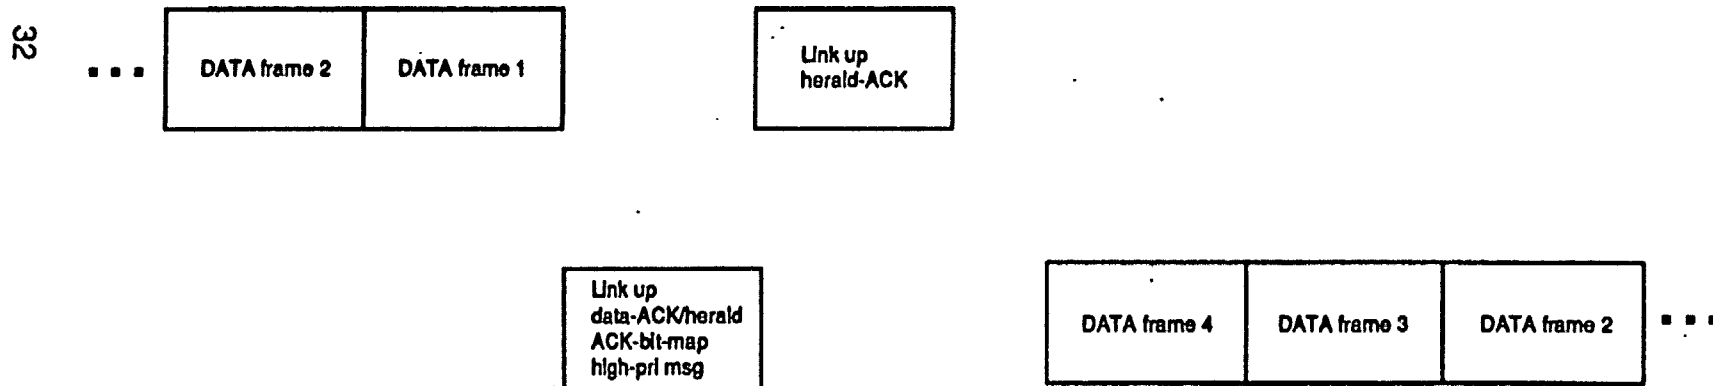 32
... DATA frame 2 DATA frame 1
Link up
herald-ACK
Link up
data-ACK/herald
ACK-bit-map
high-pri msg
DATA frame 4 DATA frame 3 DATA frame 2 ...